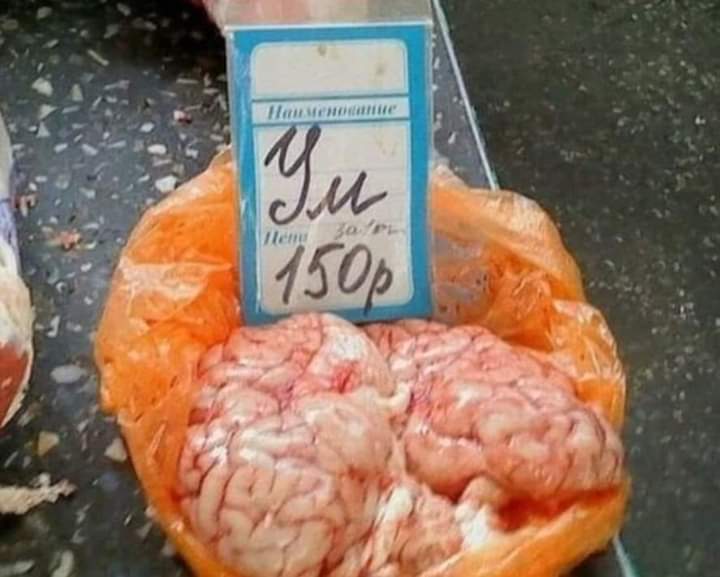 Наименование
Ум
Цена за 1 кг
150р